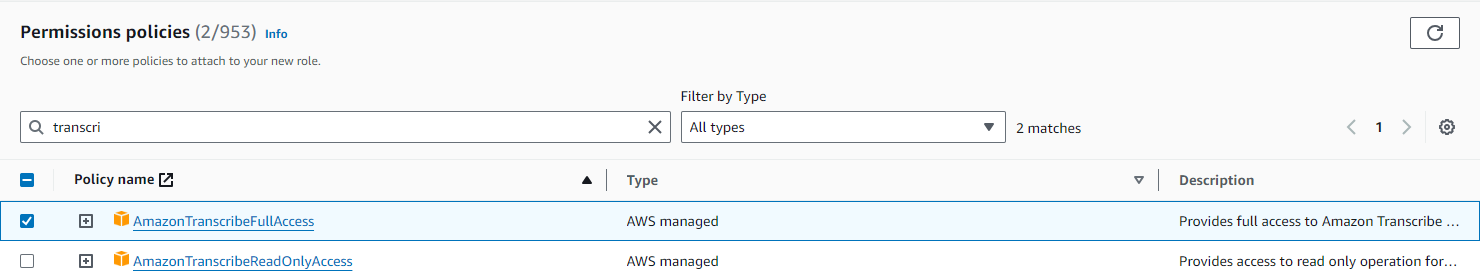 Permissions policies (2/953) Info
Choose one or more policies to attach to your new role.
Filter by Type
transcri
All types
2 matches
1
Policy name
Type
Description
AmazonTranscribeFullAccess
AWS managed
Provides full access to Amazon Transcribe ...
AmazonTranscribeReadOnlyAccess
AWS managed
Provides access to read only operation for...